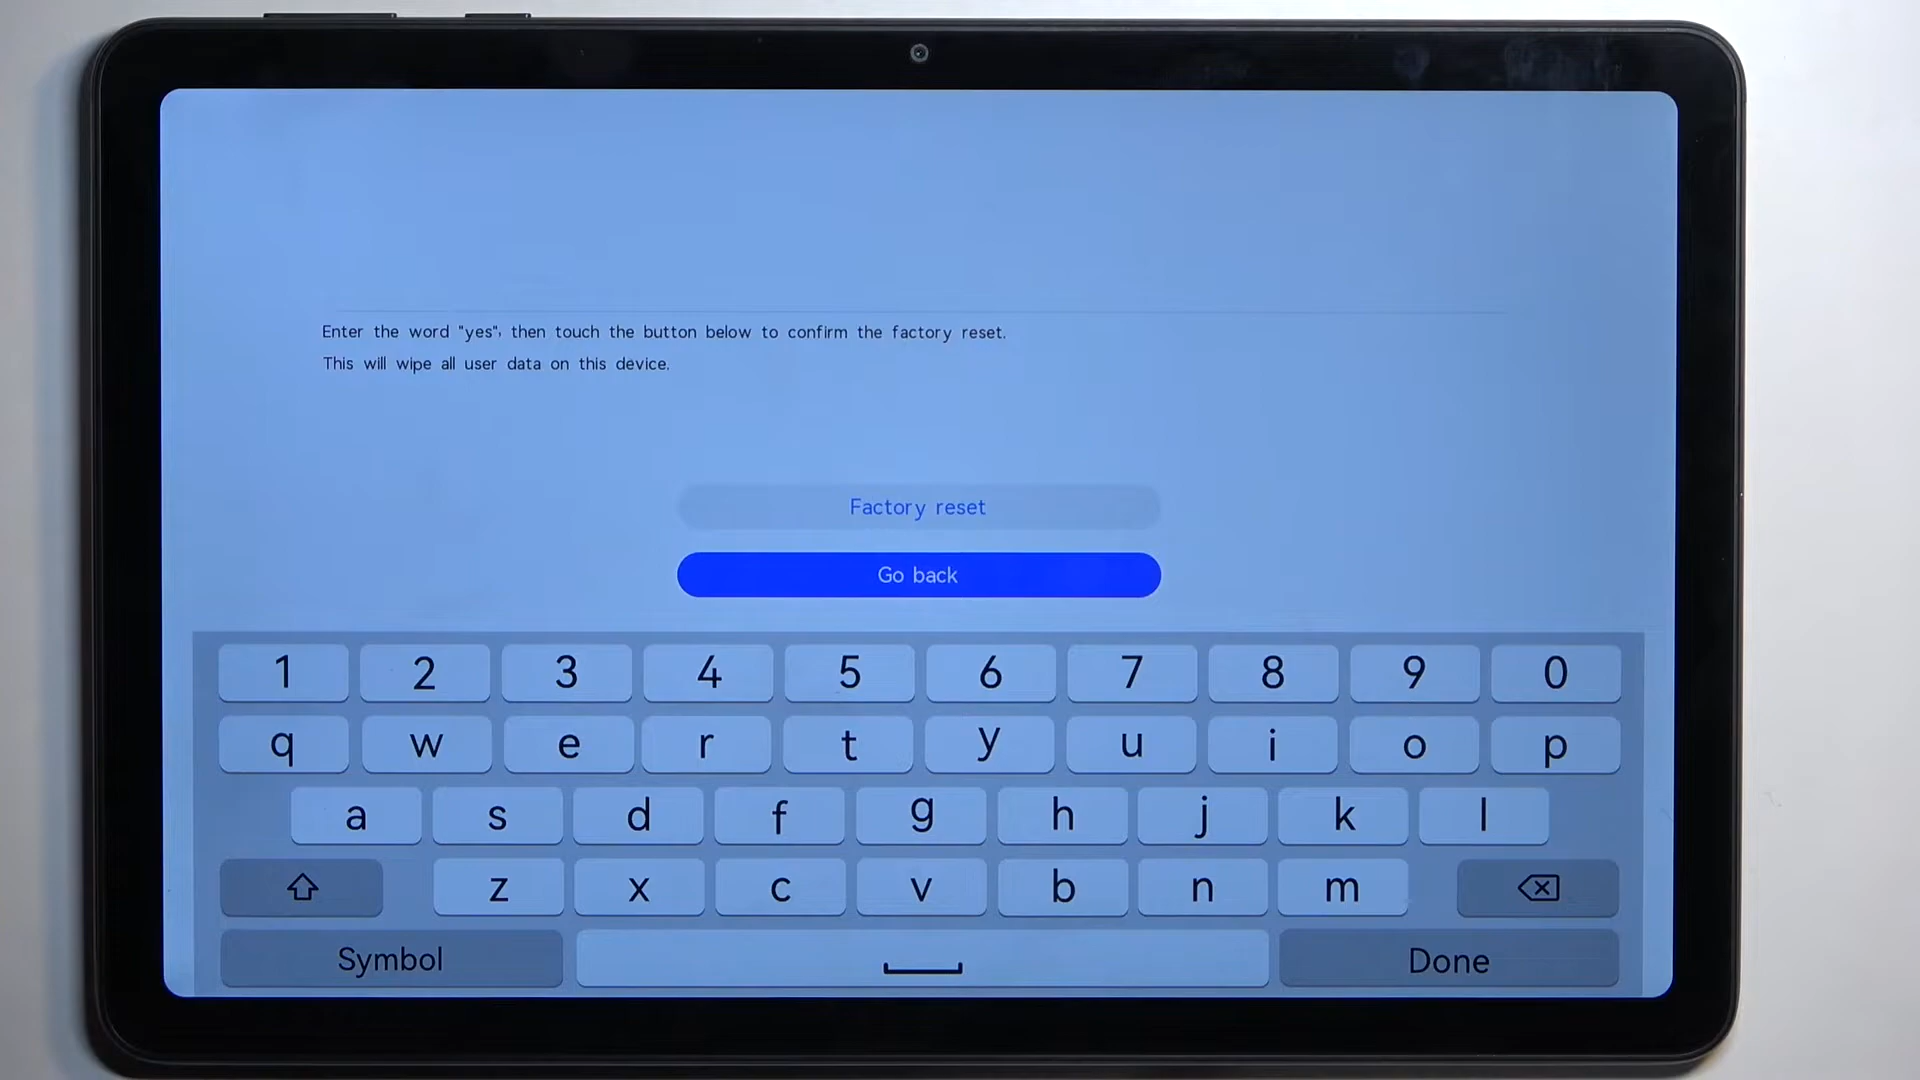 Enter the word "yes", then touch the button below to confirm the factory reset.
This will wipe all user data on this device.
Factory reset
Go back
1 2 3 4 5 6 7 8 9 0
q w e r t y u i o p
a s d f g h j k l
z x c v b n m
Symbol Done